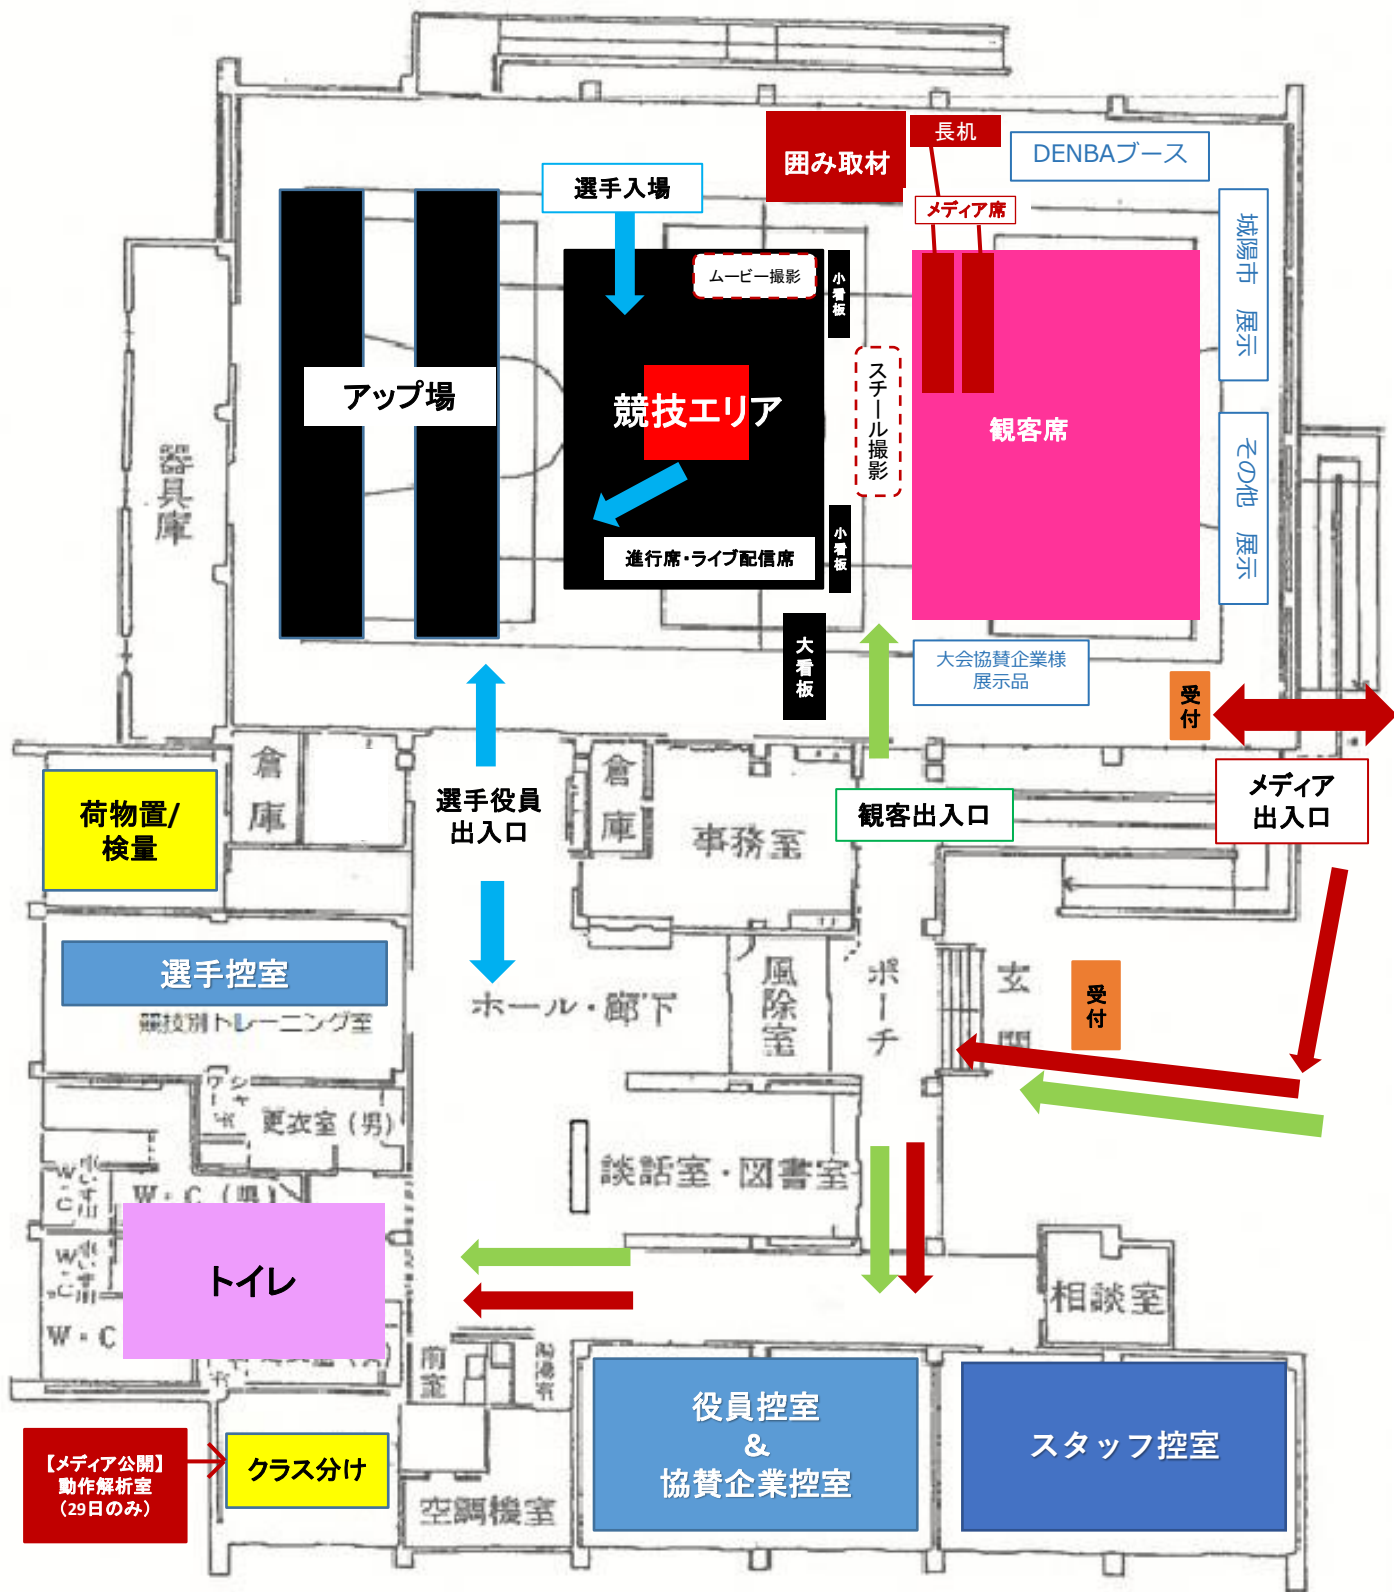 長机
囲み取材
DENBAブース
選手入場
メディア席
城陽市　展示
ムービー撮影
小看板
スチール撮影
アップ場
競技エリア
観客席
その他　展示
器具庫
小看板
進行席・ライブ配信席
大看板
大会協賛企業様
展示品
受付
倉庫
荷物置/
検量
選手役員
出入口
倉庫
事務室
観客出入口
メディア
出入口
選手控室
競技別トレーニング室
ホール・廊下
風除室
ポーチ
玄関
受付
更衣室(男)
談話室・図書室
W・C(男)
W・C
W・C
トイレ
W・C
相談室
前室
湯沸室
役員控室
&
協賛企業控室
スタッフ控室
【メディア公開】
動作解析室
(29日のみ)
クラス分け
空調機室